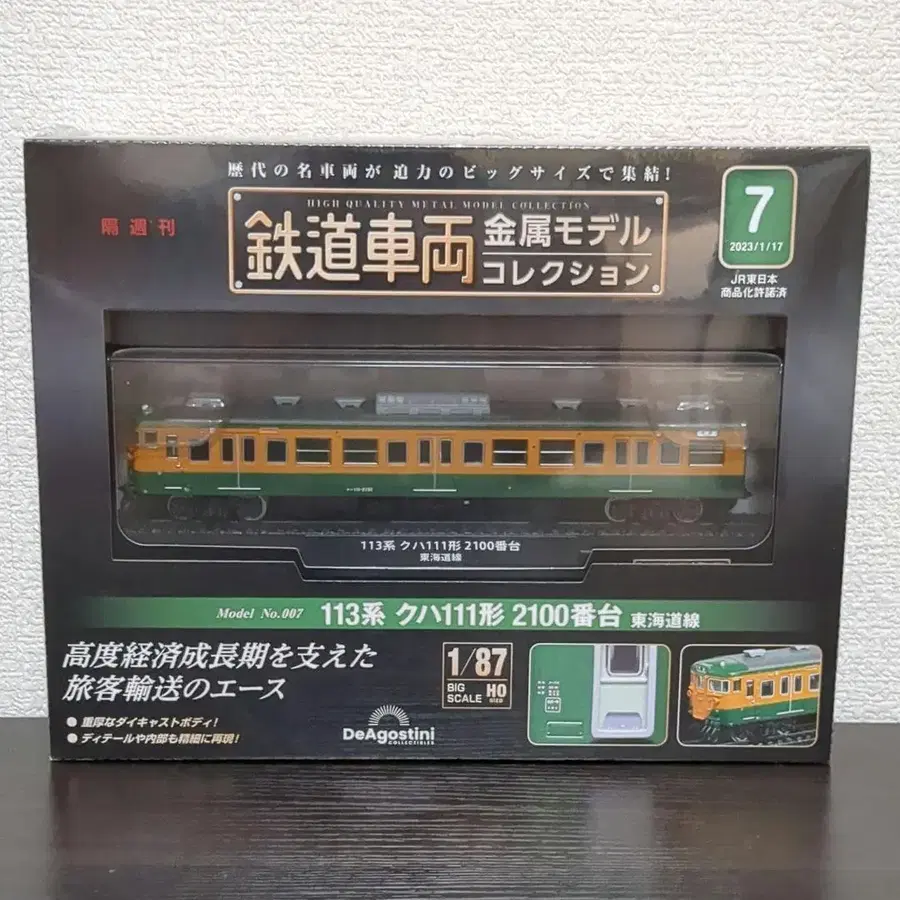 歴代の名車両が迫力のビッグサイズで集結!
HIGH QUALITY METAL MODEL COLLECTION
隔週刊
鉄道車両
金属モデル
コレクション
7
2023/1/17
JR東日本
商品化許諾済
113系 クハ111形 2100番台
東海道線
Model No.007 113系 クハ111形 2100番台 東海道線
高度経済成長期を支えた
旅客輸送のエース
● 重厚なダイキャストボディ!
● ディテールや内部も精細に再現!
1/87
BIG SCALE
HO SIZE
DeAgostini
COLLECTIBLES